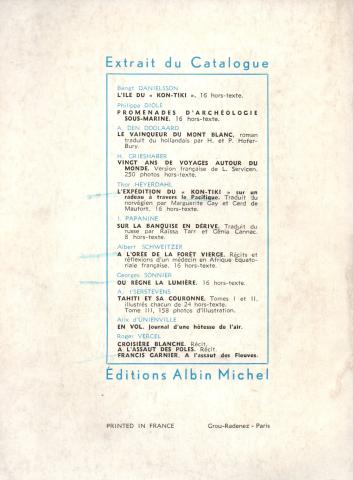 Extrait du Catalogue
Bengt DANIELSSON
L'ILE DU « KON-TIKI ». 16 hors-texte.
Philippe DIOLÉ
PROMENADES D'ARCHÉOLOGIE
SOUS-MARINE. 16 hors-texte.
A. DEN DOOLAARD
LE VAINQUEUR DU MONT BLANC, roman
traduit du hollandais par H. et P. Hofer-
Bury.
H. GRIESHABER
VINGT ANS DE VOYAGES AUTOUR DU
MONDE. Version française de L. Servicen.
250 photos hors-texte.
Thor HEYERDAHL
L'EXPÉDITION DU « KON-TIKI » sur un
radeau à travers le Pacifique. Traduit du
norvégien par Marguerite Gay et Gerd de
Mautort. 16 hors-texte.
I. PAPANINE
SUR LA BANQUISE EN DÉRIVE. Traduit du
russe par Raïssa Tarr et Génia Cannac.
8 hors-texte.
Albert SCHWEITZER
A L'ORÉE DE LA FORÊT VIERGE. Récits et
réflexions d'un médecin en Afrique Équato-
riale française. 16 hors-texte.
Georges SONNIER
OU RÈGNE LA LUMIÈRE. 16 hors-texte.
A. t'SERSTEVENS
TAHITI ET SA COURONNE. Tomes I et II,
illustrés chacun de 24 hors-texte.
Tome III, 158 photos d'illustration.
Alix d'UNIENVILLE
EN VOL. Journal d'une hôtesse de l'air.
Roger VERCEL
CROISIÈRE BLANCHE. Récit.
A L'ASSAUT DES POLES. Récit.
FRANCIS GARNIER. A l'assaut des Fleuves.
Éditions Albin Michel
PRINTED IN FRANCE Grou-Radenez - Paris